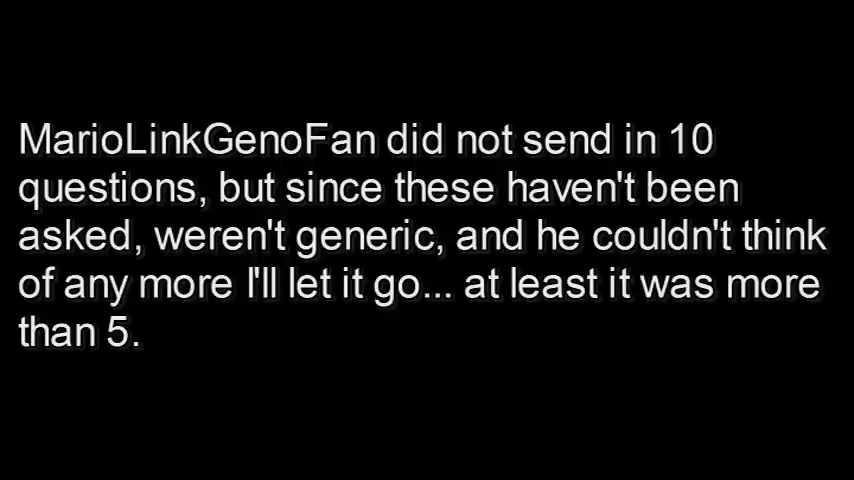 MarioLinkGenoFan did not send in 10
questions, but since these haven't been
asked, weren't generic, and he couldn't think
of any more I'll let it go... at least it was more
than 5.